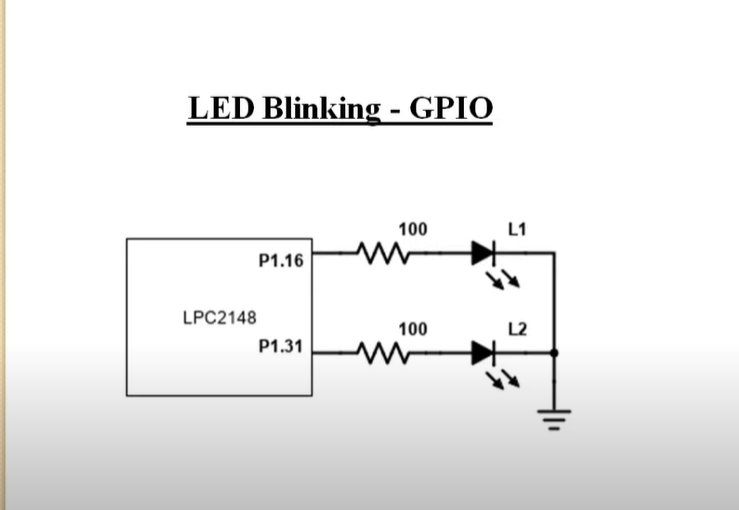 LED Blinking - GPIO
100
L1
P1.16
LPC2148
100
L2
P1.31